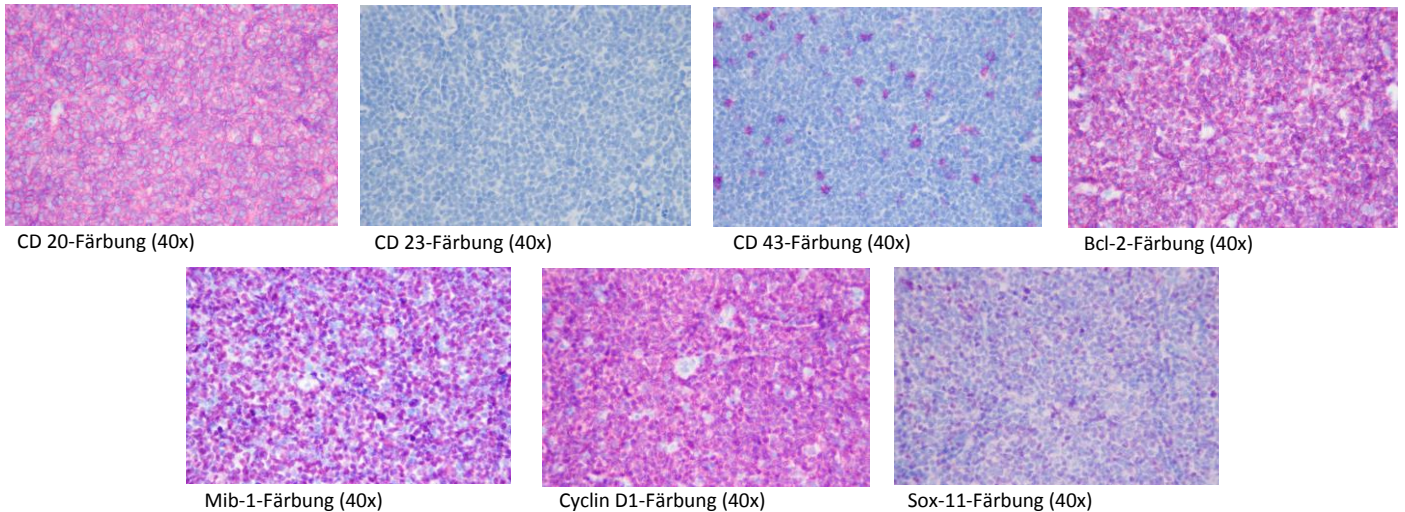 CD 20-Färbung (40x)
CD 23-Färbung (40x)
CD 43-Färbung (40x)
Bcl-2-Färbung (40x)
Mib-1-Färbung (40x)
Cyclin D1-Färbung (40x)
Sox-11-Färbung (40x)